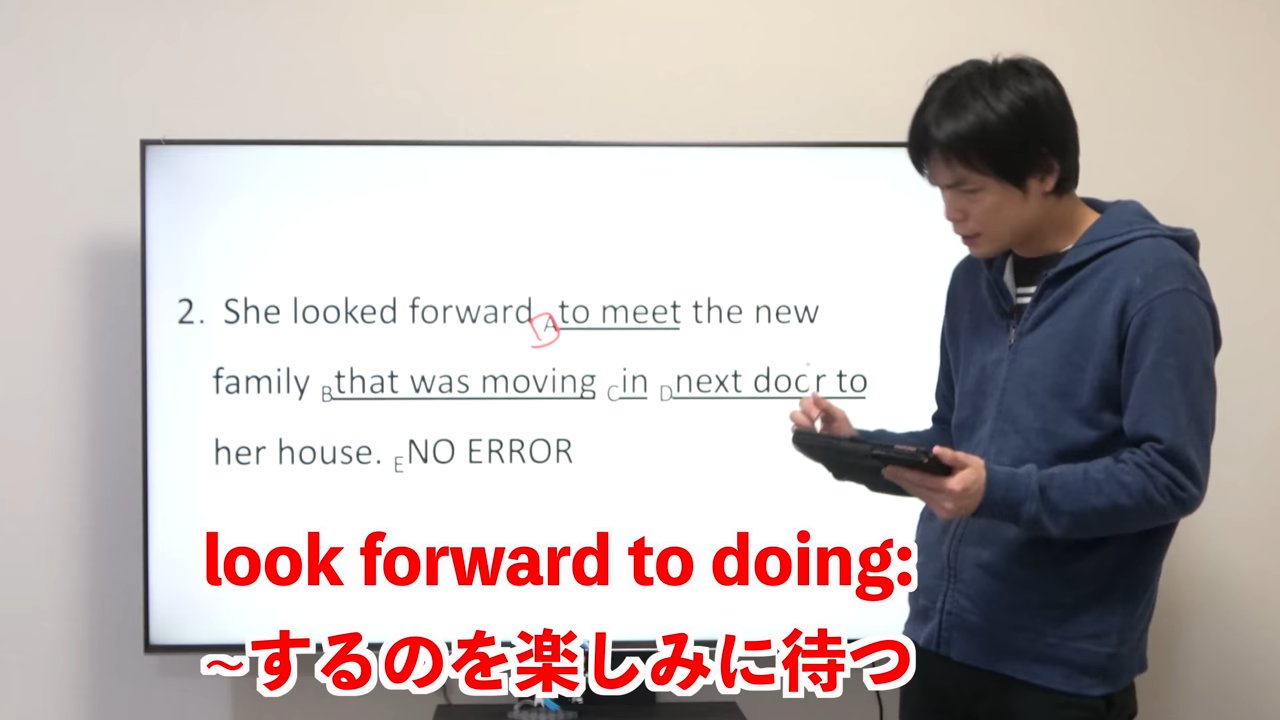 2. She looked forward A to meet the new
family B that was moving C in D next door to
her house. E NO ERROR
look forward to doing:
~するのを楽しみに待つ